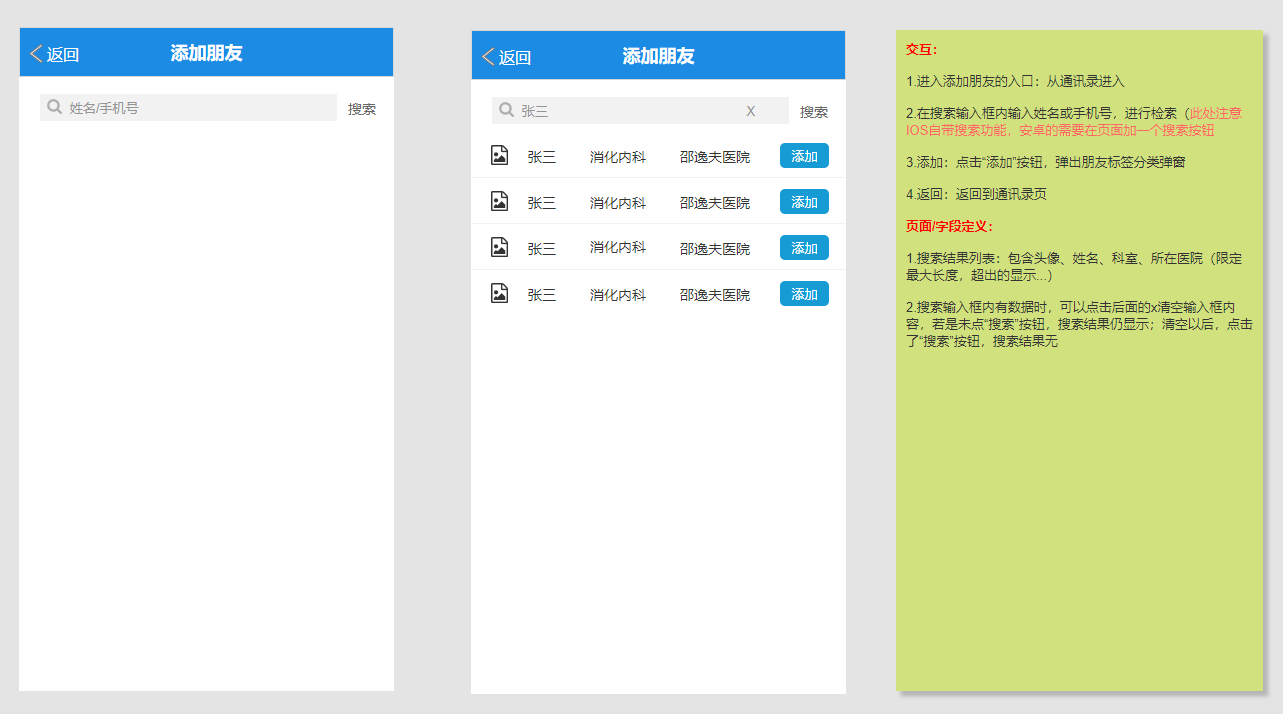 返回
添加朋友
姓名/手机号
搜索
返回
添加朋友
张三
X
搜索
张三 消化内科 邵逸夫医院 添加
张三 消化内科 邵逸夫医院 添加
张三 消化内科 邵逸夫医院 添加
张三 消化内科 邵逸夫医院 添加
交互：
1.进入添加朋友的入口：从通讯录进入
2.在搜索输入框内输入姓名或手机号，进行检索（此处注意
IOS自带搜索功能，安卓的需要在页面加一个搜索按钮
3.添加：点击“添加”按钮，弹出朋友标签分类弹窗
4.返回：返回到通讯录页
页面/字段定义：
1.搜索结果列表：包含头像、姓名、科室、所在医院（限定
最大长度，超出的显示...）
2.搜索输入框内有数据时，可以点击后面的x清空输入框内
容，若是未点“搜索”按钮，搜索结果仍显示；清空以后，点击
了“搜索”按钮，搜索结果无